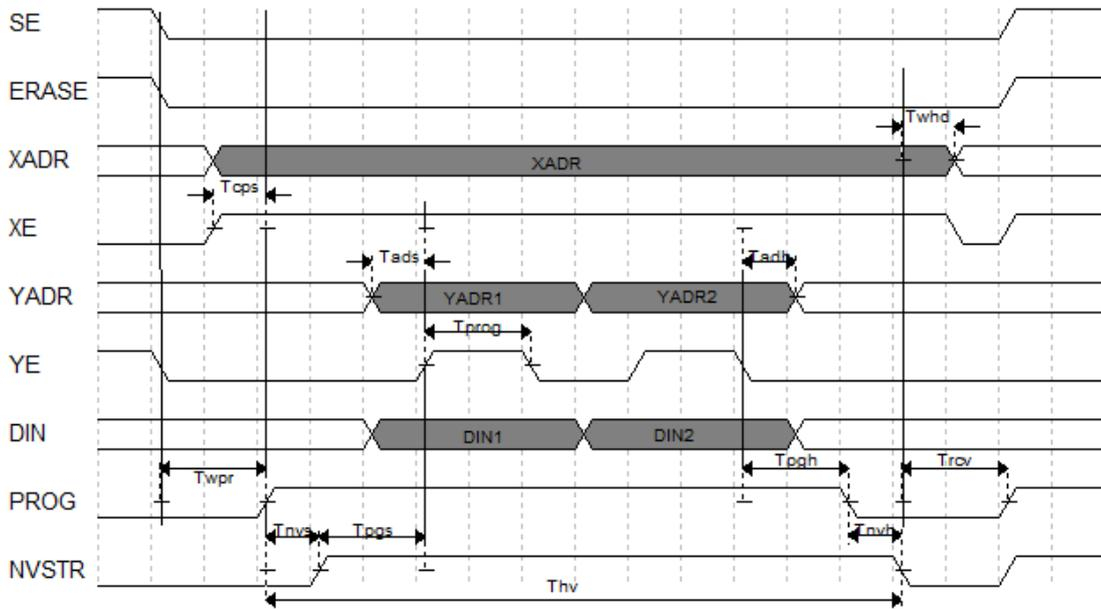 SE
ERASE
Twhd
XADR XADR
Tcps
XE
Tads Tadh
YADR YADR1 YADR2
Tprog
YE
DIN DIN1 DIN2
Twpr Tpgh Trcv
PROG
Tnvs Tpgs Tnvh
NVSTR
Thv